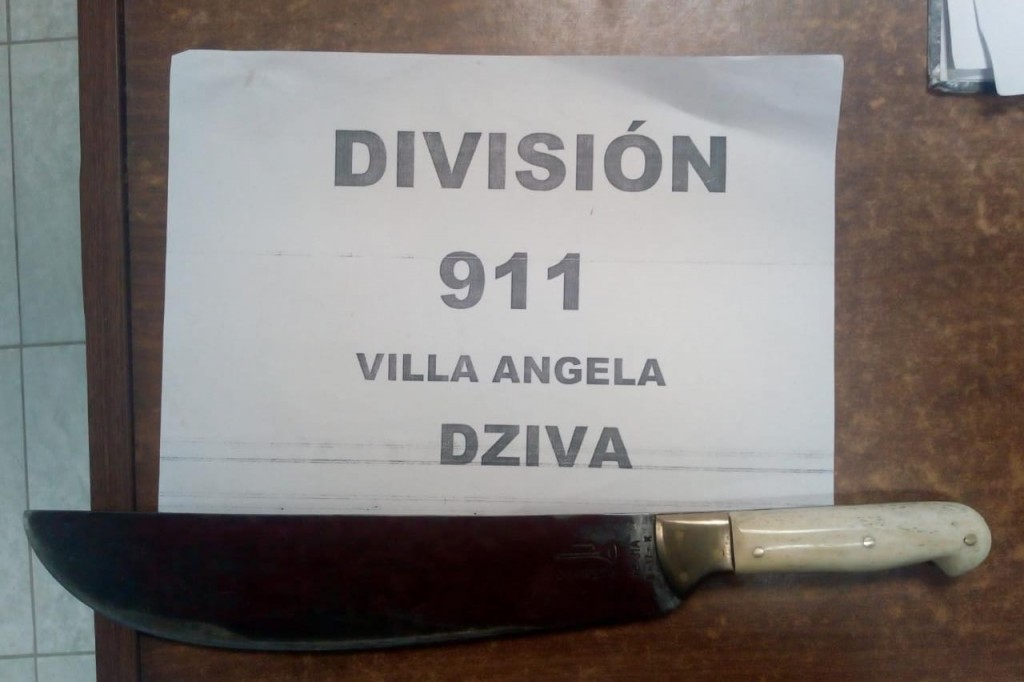 DIVISIÓN
911
VILLA ANGELA
DZIVA